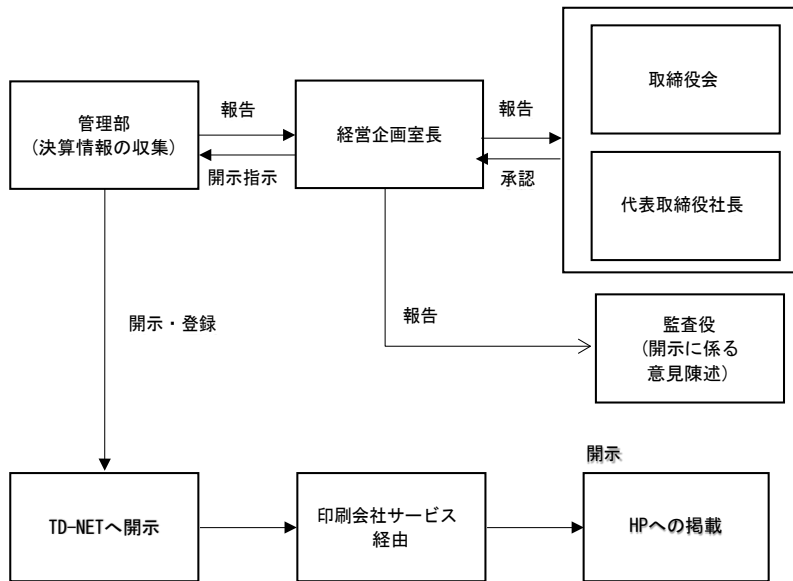 取締役会
管理部
(決算情報の収集)
報告
経営企画室長
報告
開示指示
承認
代表取締役社長
開示・登録
報告
監査役
(開示に係る
意見陳述)
開示
TD-NETへ開示
印刷会社サービス
経由
HPへの掲載